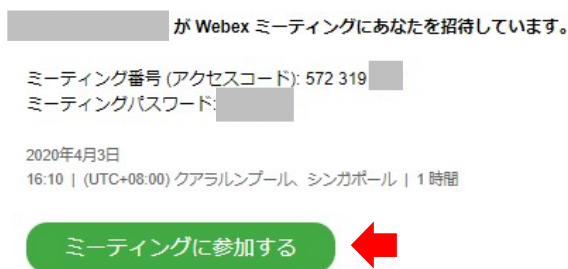 が Webex ミーティングにあなたを招待しています。
ミーティング番号 (アクセスコード): 572 319
ミーティングパスワード:
2020年4月3日
16:10 | (UTC+08:00) クアラルンプール、シンガポール | 1 時間
ミーティングに参加する